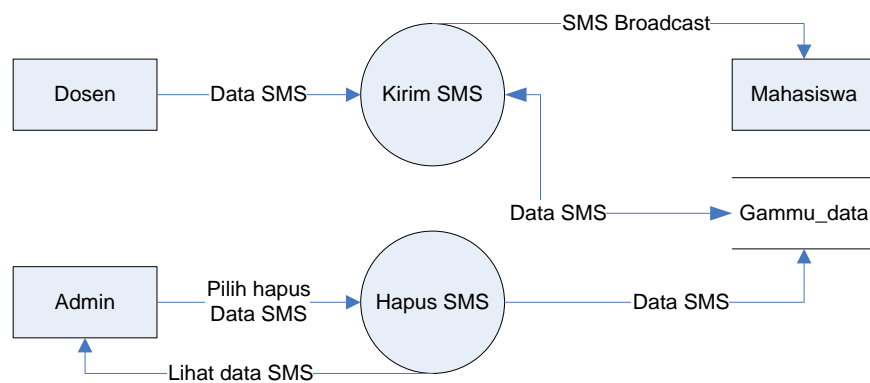 SMS Broadcast
Dosen
Data SMS
Kirim SMS
Mahasiswa
Data SMS
Gammu_data
Admin
Pilih hapus
Data SMS
Hapus SMS
Data SMS
Lihat data SMS